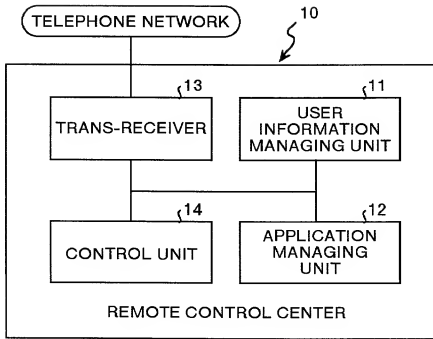 TELEPHONE NETWORK
10
13
TRANS-RECEIVER
11
USER
INFORMATION
MANAGING UNIT
14
CONTROL UNIT
12
APPLICATION
MANAGING
UNIT
REMOTE CONTROL CENTER